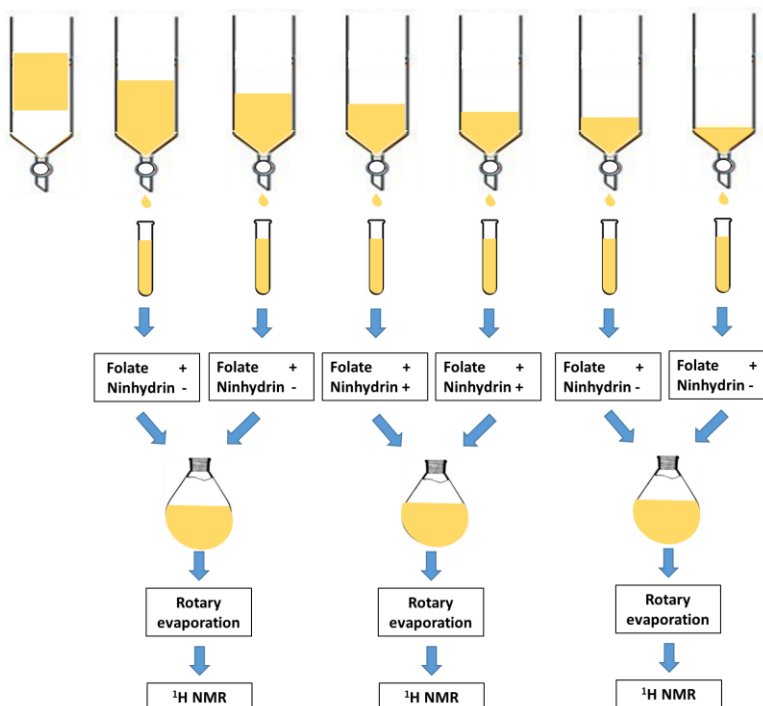 Folate +
Ninhydrin -
Folate +
Ninhydrin -
Folate +
Ninhydrin +
Folate +
Ninhydrin +
Folate +
Ninhydrin -
Folate +
Ninhydrin -
Rotary
evaporation
Rotary
evaporation
Rotary
evaporation
¹H NMR
¹H NMR
¹H NMR